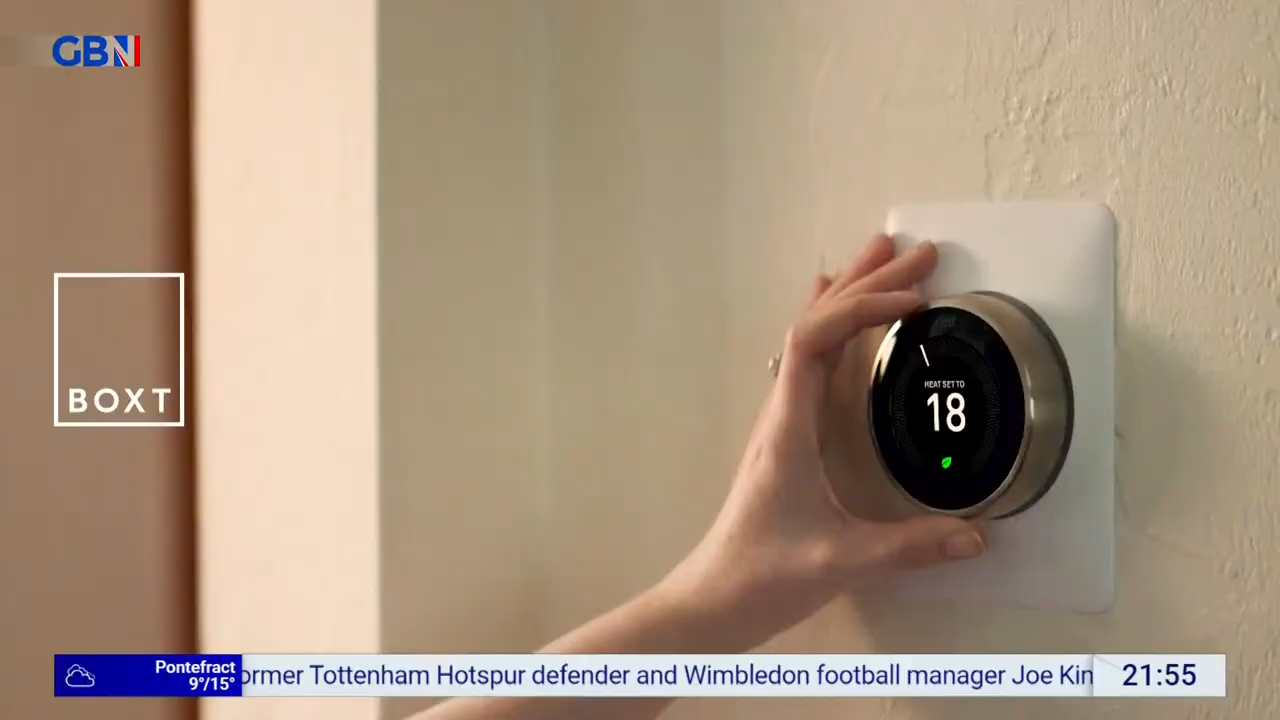 GBN
BOXT
HEAT SET TO
18
Pontefract
9°/15°
ormer Tottenham Hotspur defender and Wimbledon football manager Joe Kin
21:55